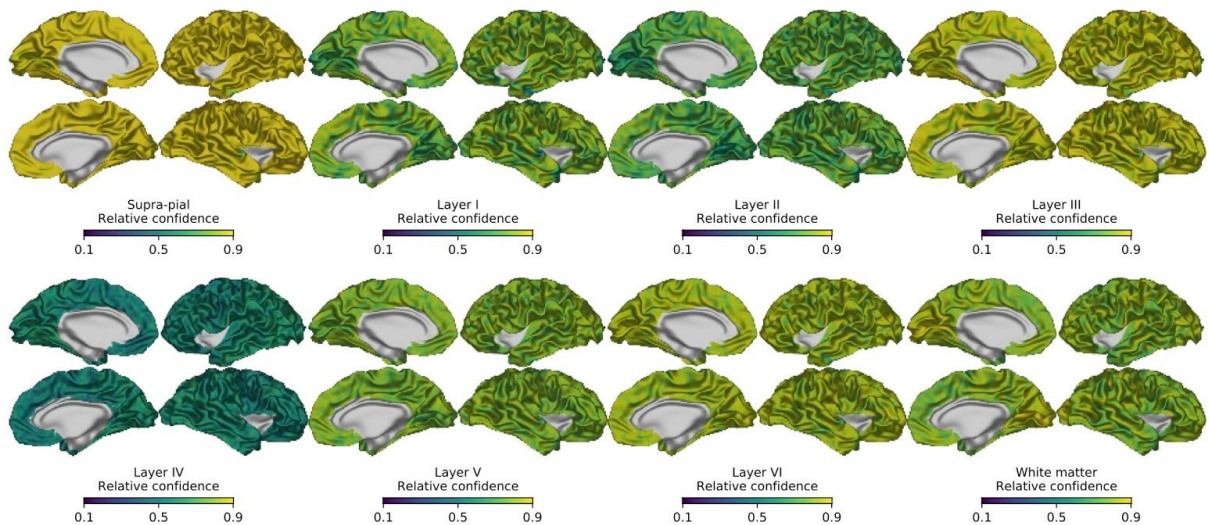 Supra-pial
Relative confidence
0.1 0.5 0.9
Layer I
Relative confidence
0.1 0.5 0.9
Layer II
Relative confidence
0.1 0.5 0.9
Layer III
Relative confidence
0.1 0.5 0.9
Layer IV
Relative confidence
0.1 0.5 0.9
Layer V
Relative confidence
0.1 0.5 0.9
Layer VI
Relative confidence
0.1 0.5 0.9
White matter
Relative confidence
0.1 0.5 0.9